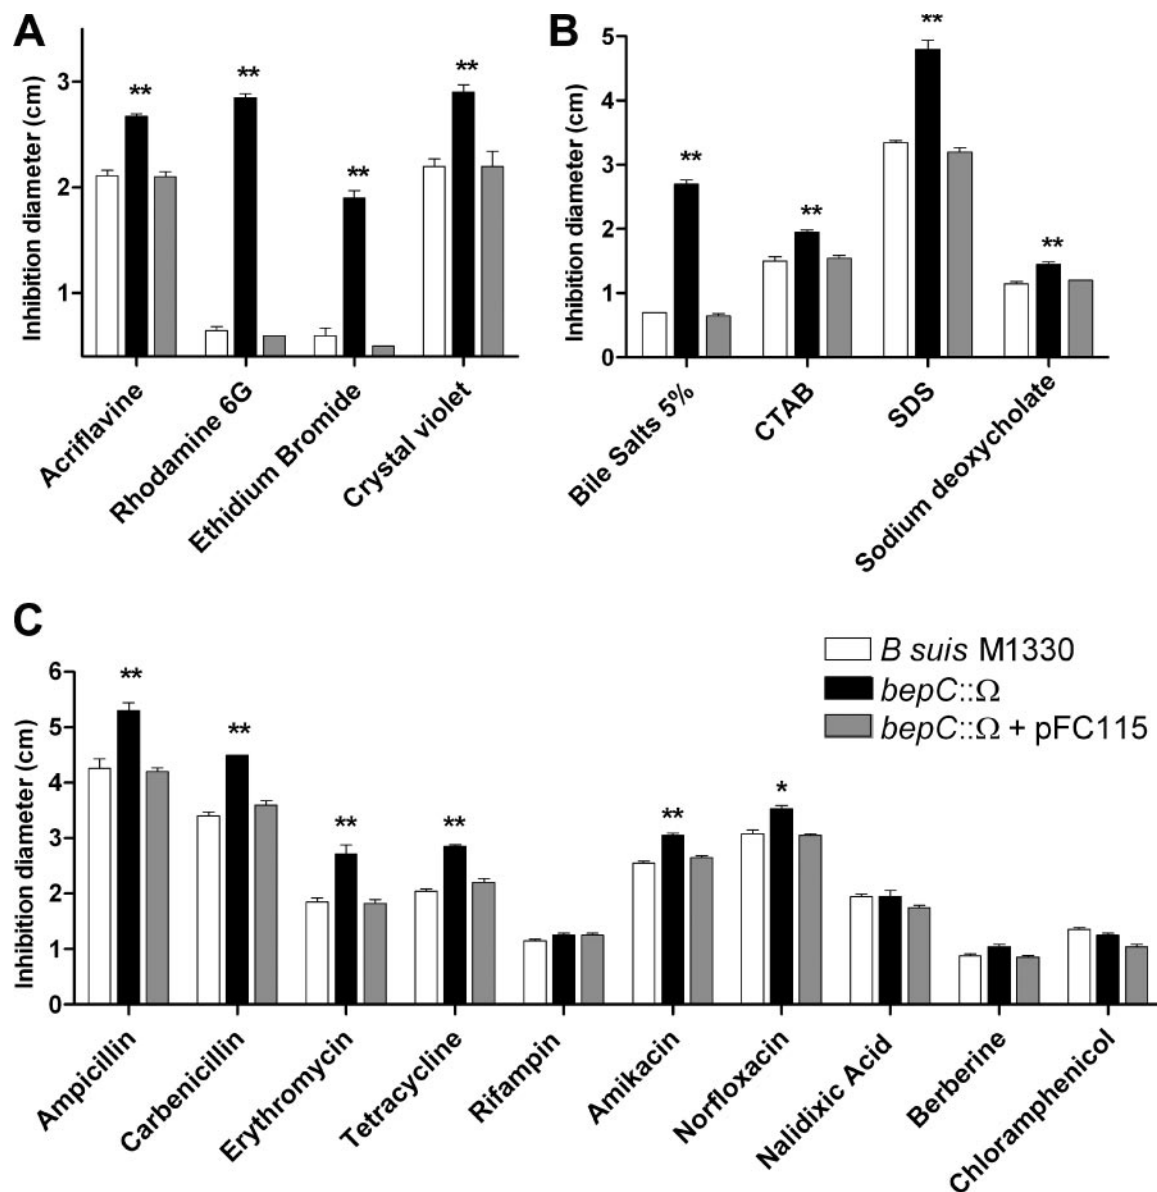 A
Inhibition diameter (cm)
3
2
1
**
**
**
**
Acriflavine
Rhodamine 6G
Ethidium Bromide
Crystal violet
B
Inhibition diameter (cm)
5
4
3
2
1
0
**
**
**
**
Bile Salts 5%
CTAB
SDS
Sodium deoxycholate
C
Inhibition diameter (cm)
6
5
4
3
2
1
0
**
**
**
**
**
*
B suis M1330
bepC::Ω
bepC::Ω + pFC115
Ampicillin
Carbenicillin
Erythromycin
Tetracycline
Rifampin
Amikacin
Norfloxacin
Nalidixic Acid
Berberine
Chloramphenicol